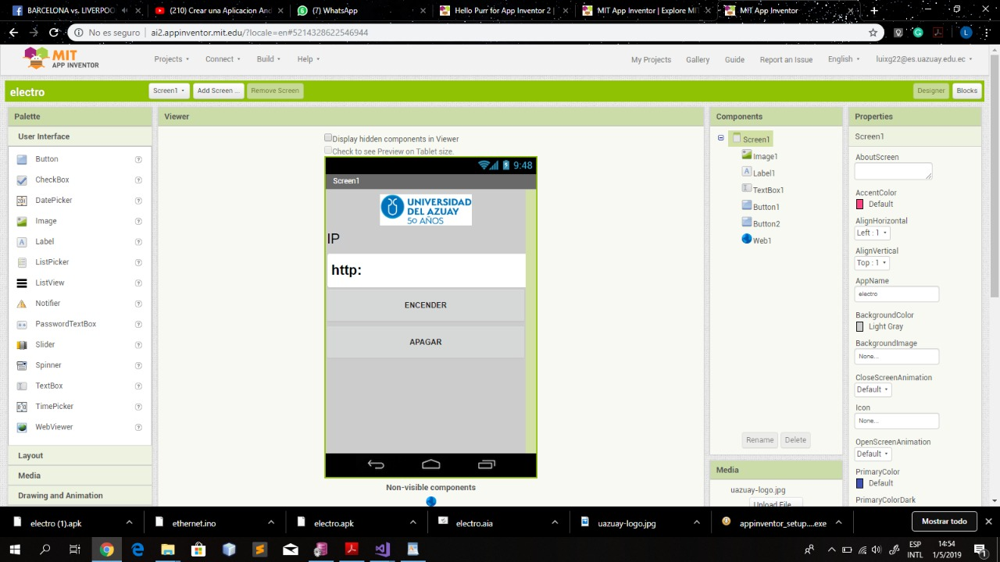 BARCELONA vs. LIVERPOO
(210) Crear una Aplicacion And
(7) WhatsApp
Hello Purr for App Inventor 2 |
MIT App Inventor | Explore MIT
MIT App Inventor
No es seguro | ai2.appinventor.mit.edu/?locale=en#5214328622546944
L
MIT
APP INVENTOR
Projects
Connect
Build
Help
My Projects
Gallery
Guide
Report an Issue
English
luixg22@es.uazuay.edu.ec
electro
Screen1
Add Screen ...
Remove Screen
Designer
Blocks
Palette
User Interface
Button
CheckBox
DatePicker
Image
Label
ListPicker
ListView
Notifier
PasswordTextBox
Slider
Spinner
TextBox
TimePicker
WebViewer
Layout
Media
Drawing and Animation
Viewer
Display hidden components in Viewer
Check to see Preview on Tablet size.
9:48
Screen1
UNIVERSIDAD
DEL AZUAY
50 AÑOS
IP
http:
ENCENDER
APAGAR
Non-visible components
Components
Screen1
Image1
Label1
TextBox1
Button1
Button2
Web1
Rename
Delete
Media
uazuay-logo.jpg
Upload File ...
Properties
Screen1
AboutScreen
AccentColor
Default
AlignHorizontal
Left : 1
AlignVertical
Top : 1
AppName
electro
BackgroundColor
Light Gray
BackgroundImage
None...
CloseScreenAnimation
Default
Icon
None...
OpenScreenAnimation
Default
PrimaryColor
Default
PrimaryColorDark
electro (1).apk
ethernet.ino
electro.apk
electro.aia
uazuay-logo.jpg
appinventor_setup....exe
Mostrar todo
ESP
INTL
14:54
1/5/2019
1